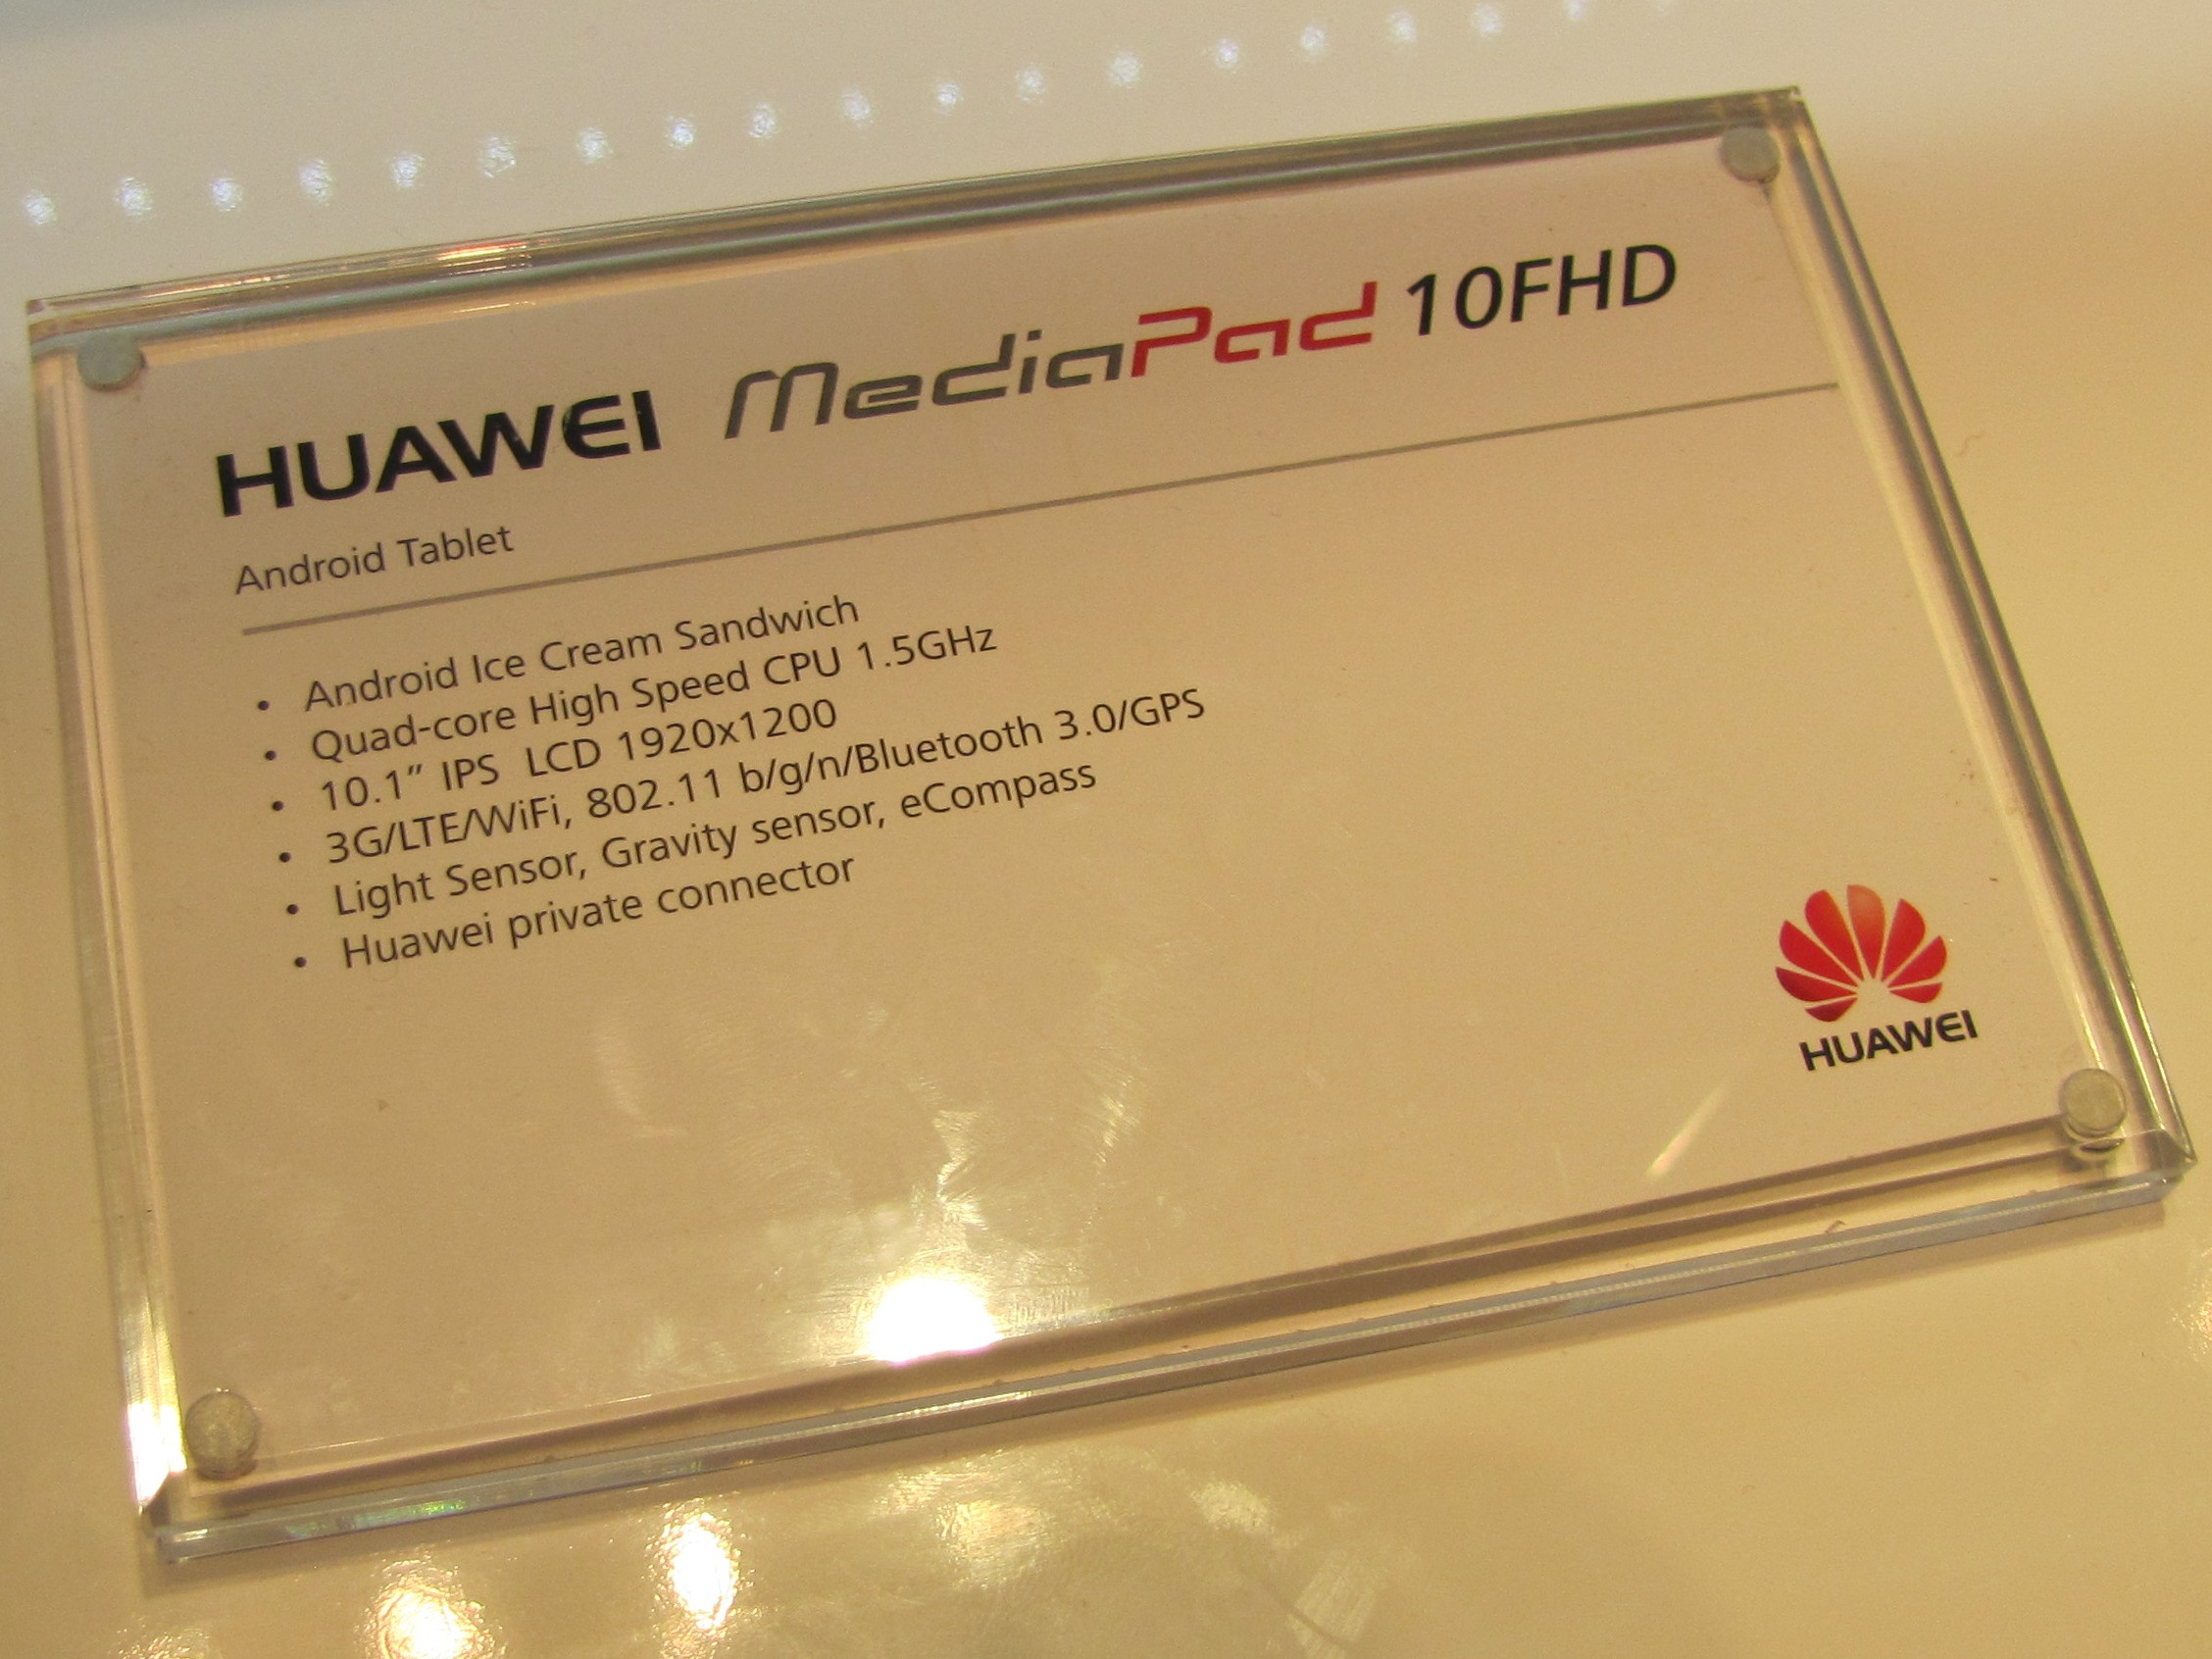 HUAWEI MediaPad 10FHD
Android Tablet
• Android Ice Cream Sandwich
• Quad-core High Speed CPU 1.5GHz
• 10.1” IPS LCD 1920x1200
• 3G/LTE/WiFi, 802.11 b/g/n/Bluetooth 3.0/GPS
• Light Sensor, Gravity sensor, eCompass
• Huawei private connector
HUAWEI